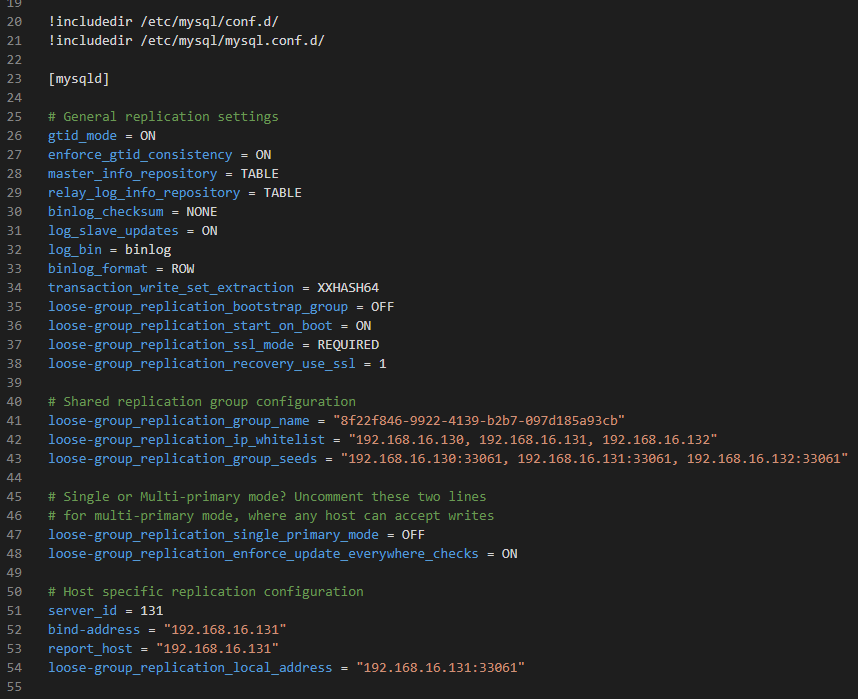 19
20 !includedir /etc/mysql/conf.d/
21 !includedir /etc/mysql/mysql.conf.d/
22
23 [mysqld]
24
25 # General replication settings
26 gtid_mode = ON
27 enforce_gtid_consistency = ON
28 master_info_repository = TABLE
29 relay_log_info_repository = TABLE
30 binlog_checksum = NONE
31 log_slave_updates = ON
32 log_bin = binlog
33 binlog_format = ROW
34 transaction_write_set_extraction = XXHASH64
35 loose-group_replication_bootstrap_group = OFF
36 loose-group_replication_start_on_boot = ON
37 loose-group_replication_ssl_mode = REQUIRED
38 loose-group_replication_recovery_use_ssl = 1
39
40 # Shared replication group configuration
41 loose-group_replication_group_name = "8f22f846-9922-4139-b2b7-097d185a93cb"
42 loose-group_replication_ip_whitelist = "192.168.16.130, 192.168.16.131, 192.168.16.132"
43 loose-group_replication_group_seeds = "192.168.16.130:33061, 192.168.16.131:33061, 192.168.16.132:33061"
44
45 # Single or Multi-primary mode? Uncomment these two lines
46 # for multi-primary mode, where any host can accept writes
47 loose-group_replication_single_primary_mode = OFF
48 loose-group_replication_enforce_update_everywhere_checks = ON
49
50 # Host specific replication configuration
51 server_id = 131
52 bind-address = "192.168.16.131"
53 report_host = "192.168.16.131"
54 loose-group_replication_local_address = "192.168.16.131:33061"
55